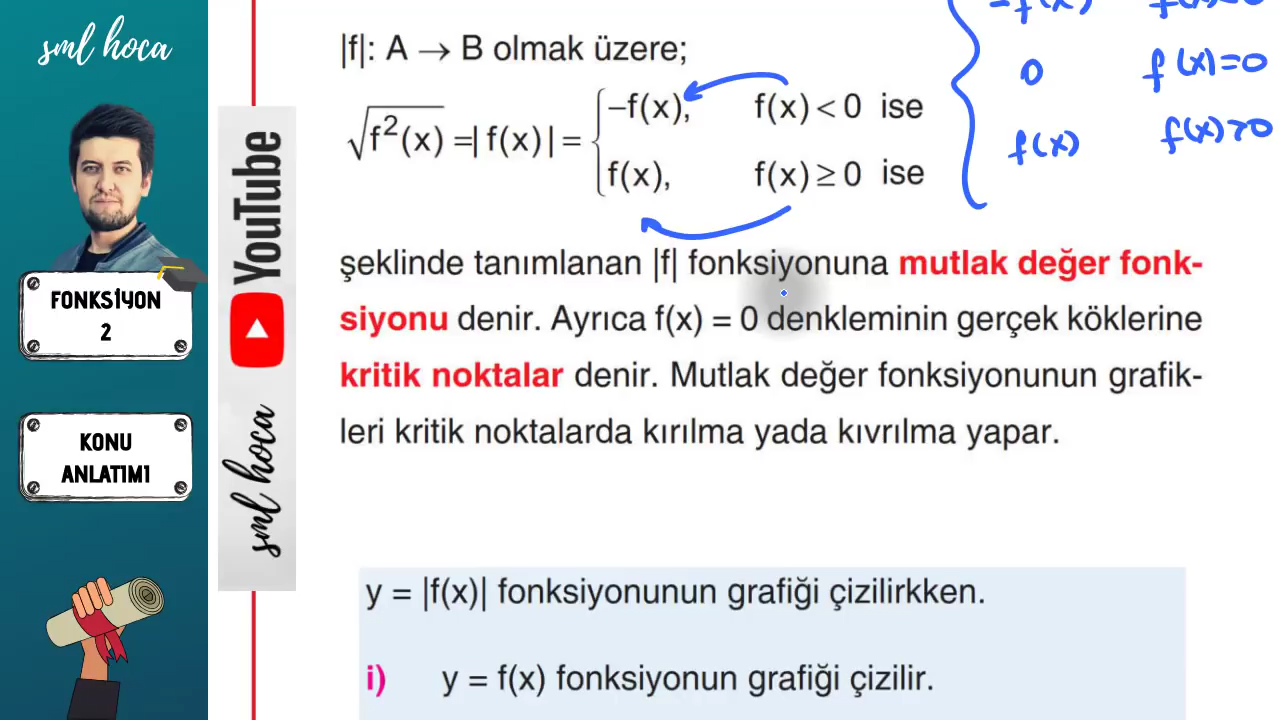 sml hoca
FONKSİYON
2
KONU
ANLATIMI
YouTube
sml hoca
|f|: A → B olmak üzere;
√f²(x) =| f(x) | = { −f(x), f(x) < 0 ise
f(x), f(x) ≥ 0 ise
0 f(x)=0
f(x) f(x)>0
şeklinde tanımlanan |f| fonksiyonuna mutlak değer fonk-
siyonu denir. Ayrıca f(x) = 0 denkleminin gerçek köklerine
kritik noktalar denir. Mutlak değer fonksiyonunun grafik-
leri kritik noktalarda kırılma yada kıvrılma yapar.
y = |f(x)| fonksiyonunun grafiği çizilirkken.
i) y = f(x) fonksiyonun grafiği çizilir.